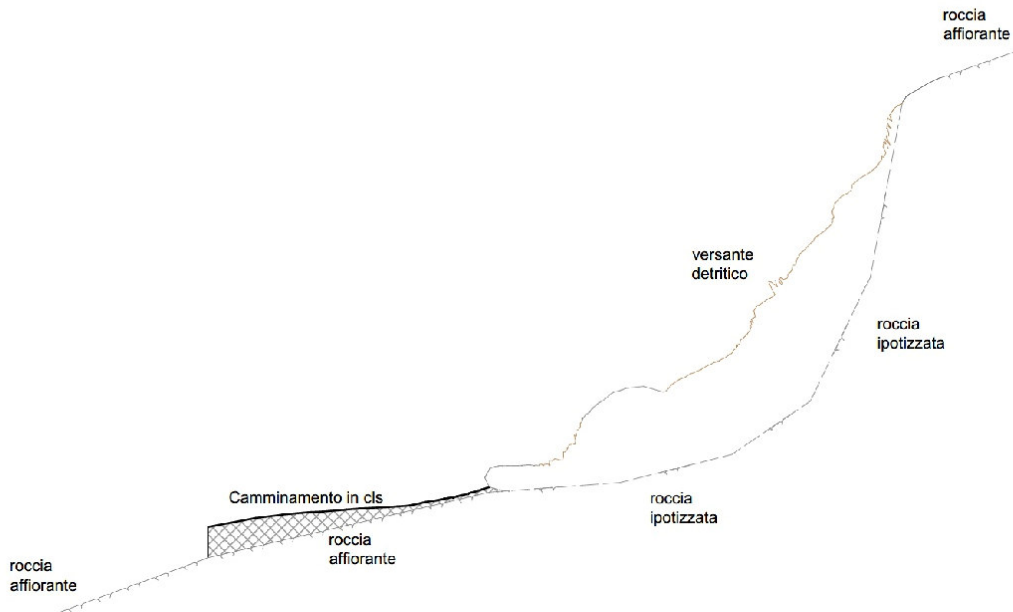 roccia
affiorante
versante
detritico
roccia
ipotizzata
Camminamento in cls
roccia
ipotizzata
roccia
affiorante
roccia
affiorante